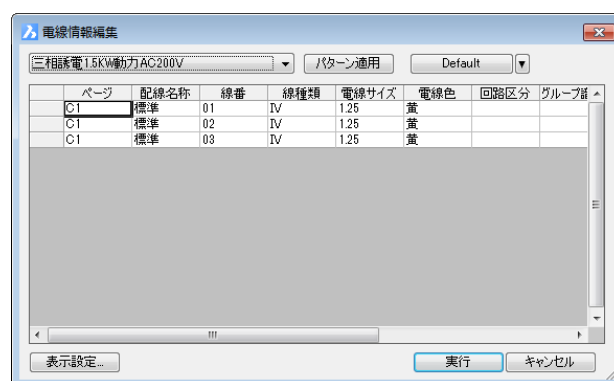 電線情報編集
三相誘電1.5KW動力AC200V パターン適用 Default
ページ 配線名称 線番 線種類 電線サイズ 電線色 回路区分 グループ
C1 標準 01 IV 1.25 黄
C1 標準 02 IV 1.25 黄
C1 標準 03 IV 1.25 黄
表示設定... 実行 キャンセル